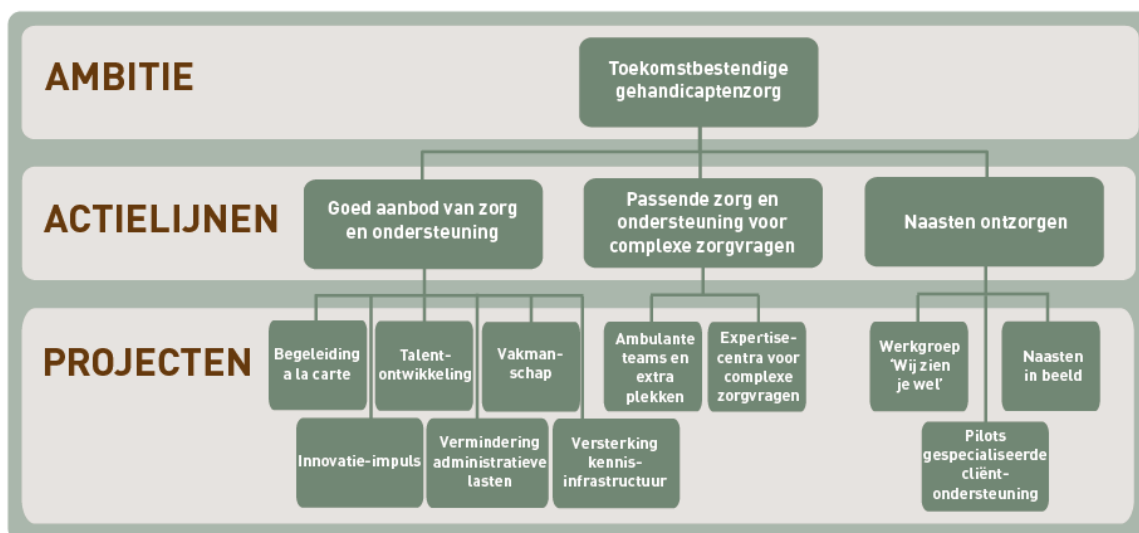 AMBITIE
Toekomstbestendige
gehandicaptenzorg
ACTIELIJNEN
Goed aanbod van zorg
en ondersteuning
Passende zorg en
ondersteuning voor
complexe zorgvragen
Naasten ontzorgen
PROJECTEN
Begeleiding
a la carte
Talent-
ontwikkeling
Vakman-
schap
Ambulante
teams en
extra
plekken
Expertise-
centra voor
complexe
zorgvragen
Werkgroep
'Wij zien
je wel'
Naasten
in beeld
Innovatie-impuls
Vermindering
administratieve
lasten
Versterking
kennis-
infrastructuur
Pilots
gespecialiseerde
cliënt-
ondersteuning